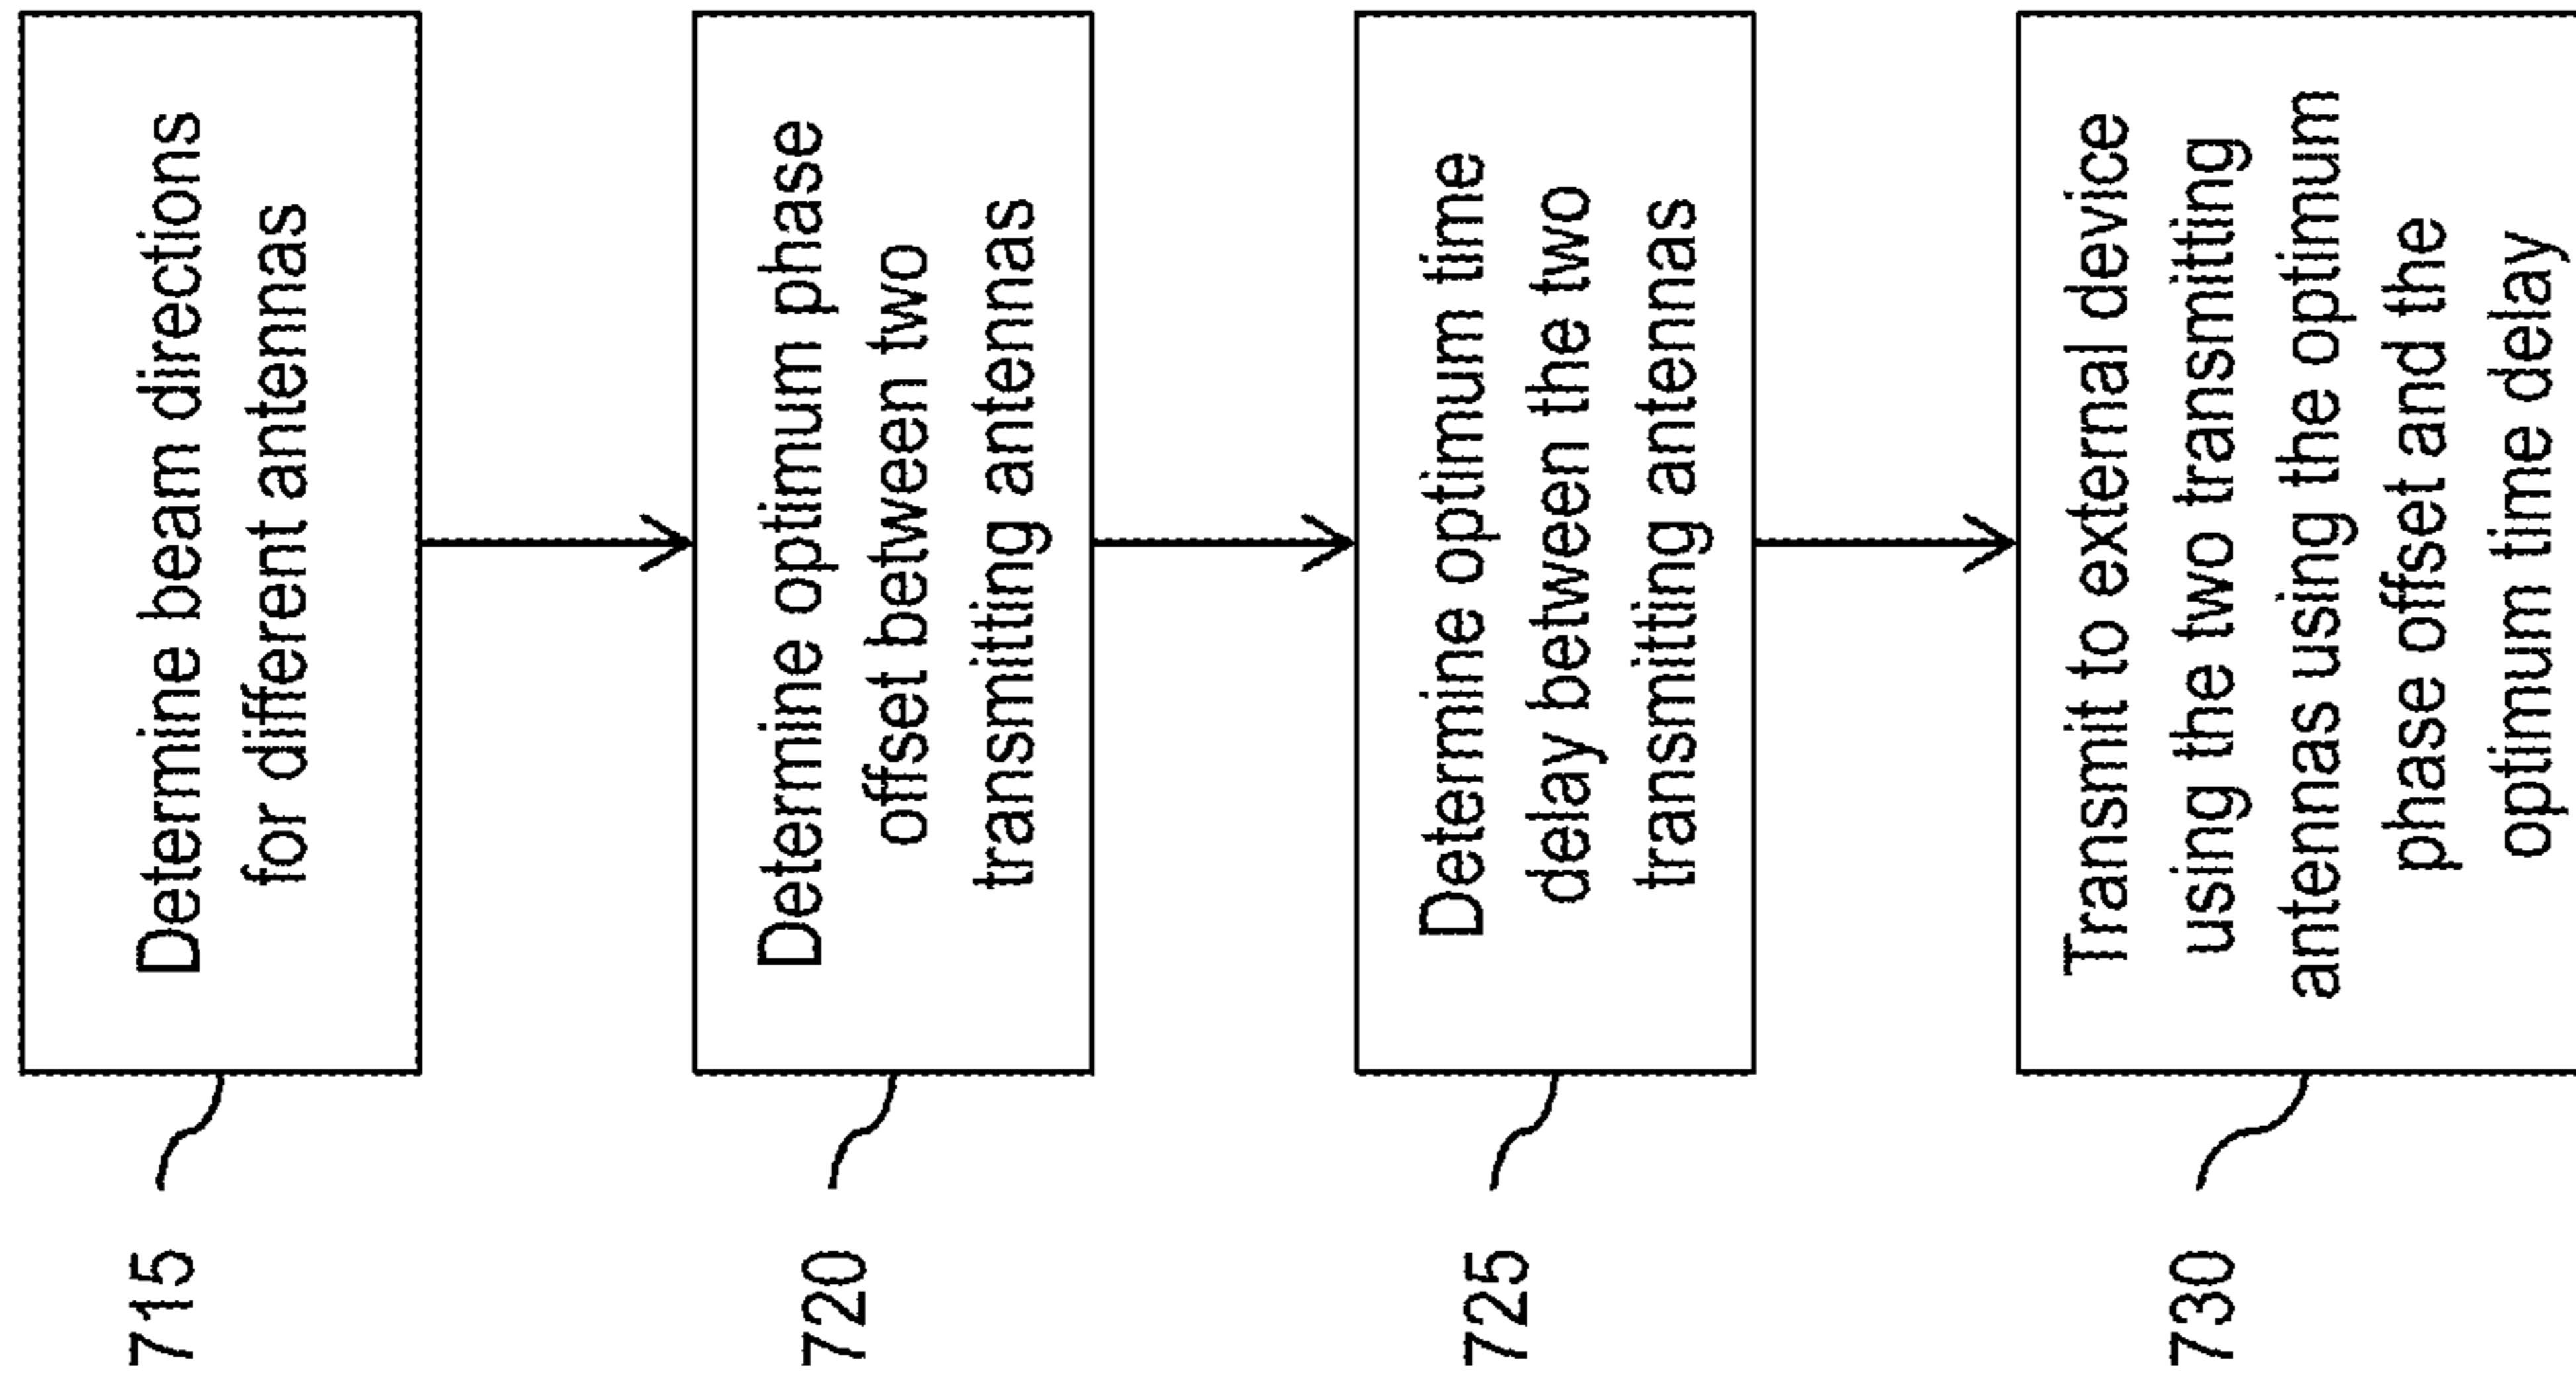 715
Determine beam directions
for different antennas
720
Determine optimum phase
offset between two
transmitting antennas
725
Determine optimum time
delay between the two
transmitting antennas
730
Transmit to external device
using the two transmitting
antennas using the optimum
phase offset and the
optimum time delay